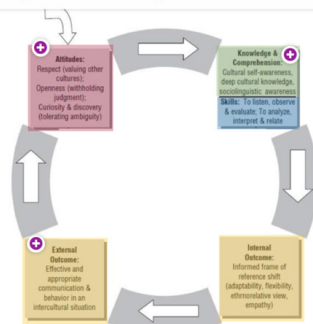 Attitudes:
Respect (valuing other
cultures);
Openness (withholding
judgment);
Curiosity & discovery
(tolerating ambiguity)
Knowledge &
Comprehension:
Cultural self-awareness,
deep cultural knowledge,
sociolinguistic awareness
Skills: To listen, observe
& evaluate; To analyze,
interpret & relate
External
Outcome:
Effective and
appropriate
communication &
behavior in an
intercultural situation
Internal
Outcome:
Informed frame of
reference shift
(adaptability, flexibility,
ethnorelative view,
empathy)